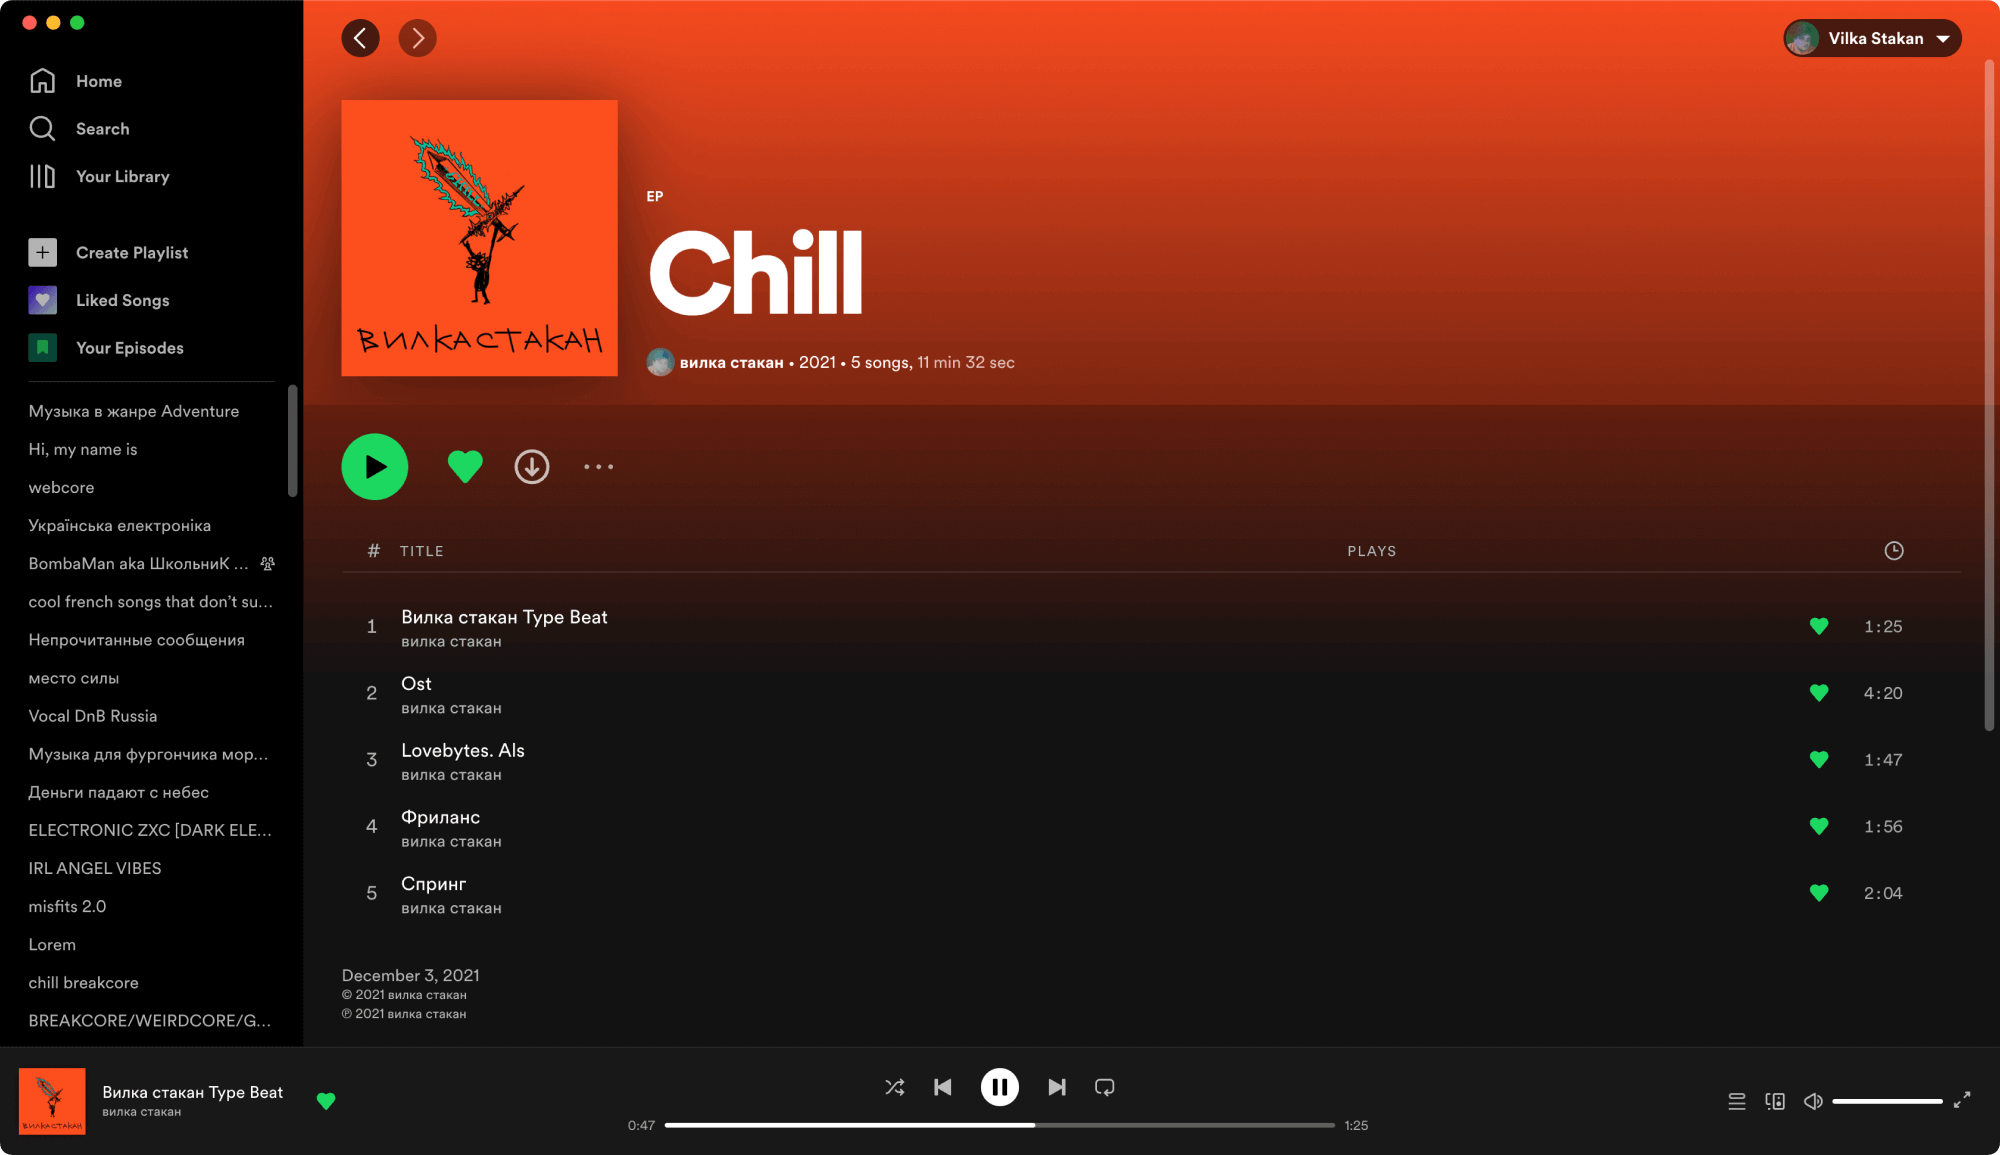 Home
Search
Your Library
Create Playlist
Liked Songs
Your Episodes
Музыка в жанре Adventure
Hi, my name is
webcore
Українська електроніка
BombaMan aka ШкольниК ...
cool french songs that don't su...
Непрочитанные сообщения
место силы
Vocal DnB Russia
Музыка для фургончика мор...
Деньги падают с небес
ELECTRONIC ZXC [DARK ELE...
IRL ANGEL VIBES
misfits 2.0
Lorem
chill breakcore
BREAKCORE/WEIRDCORE/G...
Vilka Stakan
ВИЛКАСТАКАН
EP
Chill
вилка стакан • 2021 • 5 songs, 11 min 32 sec
# TITLE PLAYS
1 Вилка стакан Type Beat 1:25
вилка стакан
2 Ost 4:20
вилка стакан
3 Lovebytes. Als 1:47
вилка стакан
4 Фриланс 1:56
вилка стакан
5 Спринг 2:04
вилка стакан
December 3, 2021
© 2021 вилка стакан
℗ 2021 вилка стакан
ВИЛКАСТАКАН
Вилка стакан Type Beat
вилка стакан
0:47 1:25